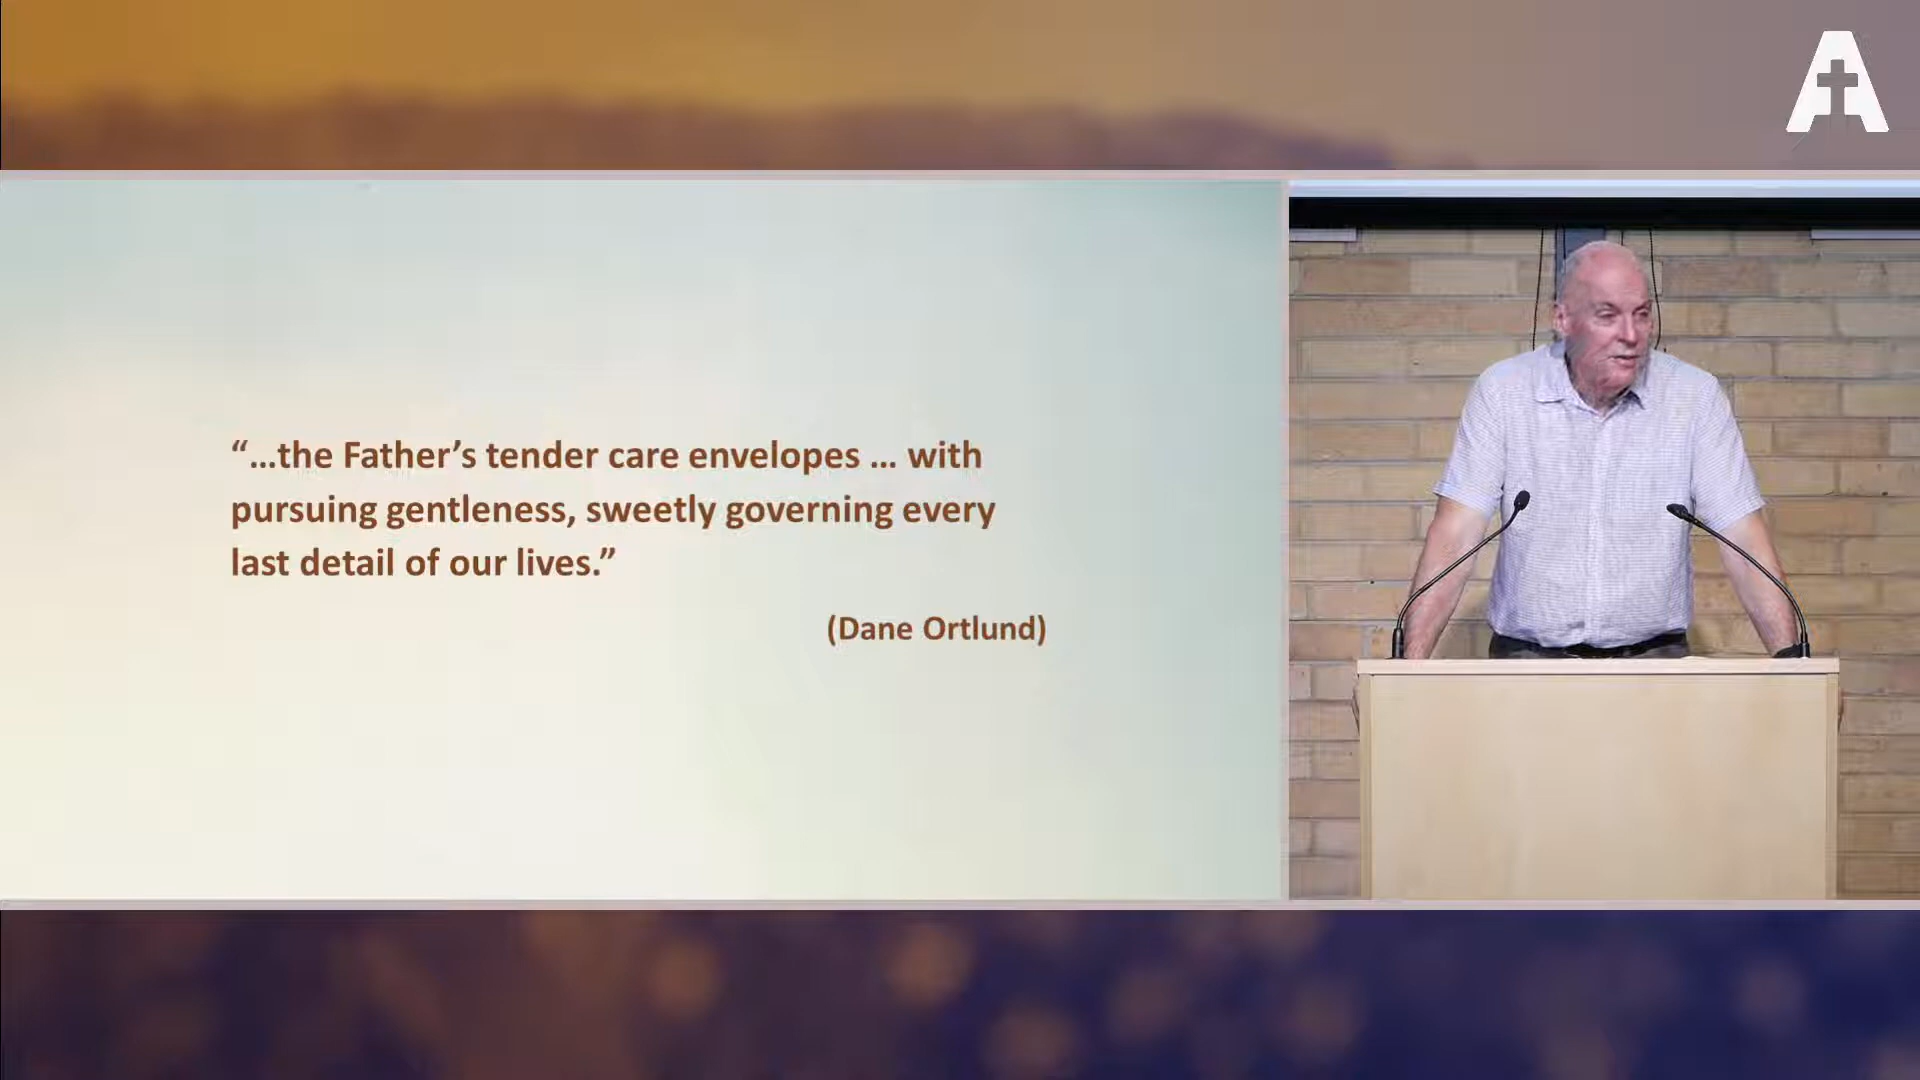 “...the Father’s tender care envelopes ... with
pursuing gentleness, sweetly governing every
last detail of our lives.”
(Dane Ortlund)
A